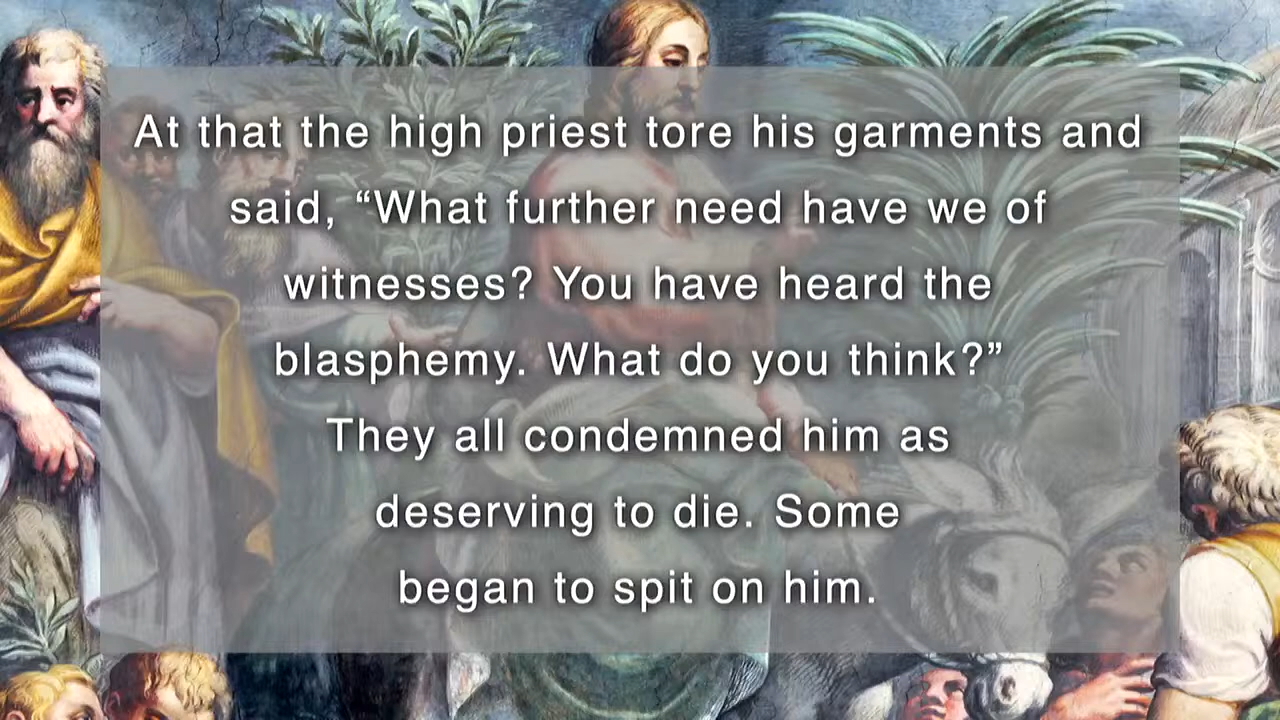 At that the high priest tore his garments and
said, “What further need have we of
witnesses? You have heard the
blasphemy. What do you think?”
They all condemned him as
deserving to die. Some
began to spit on him.